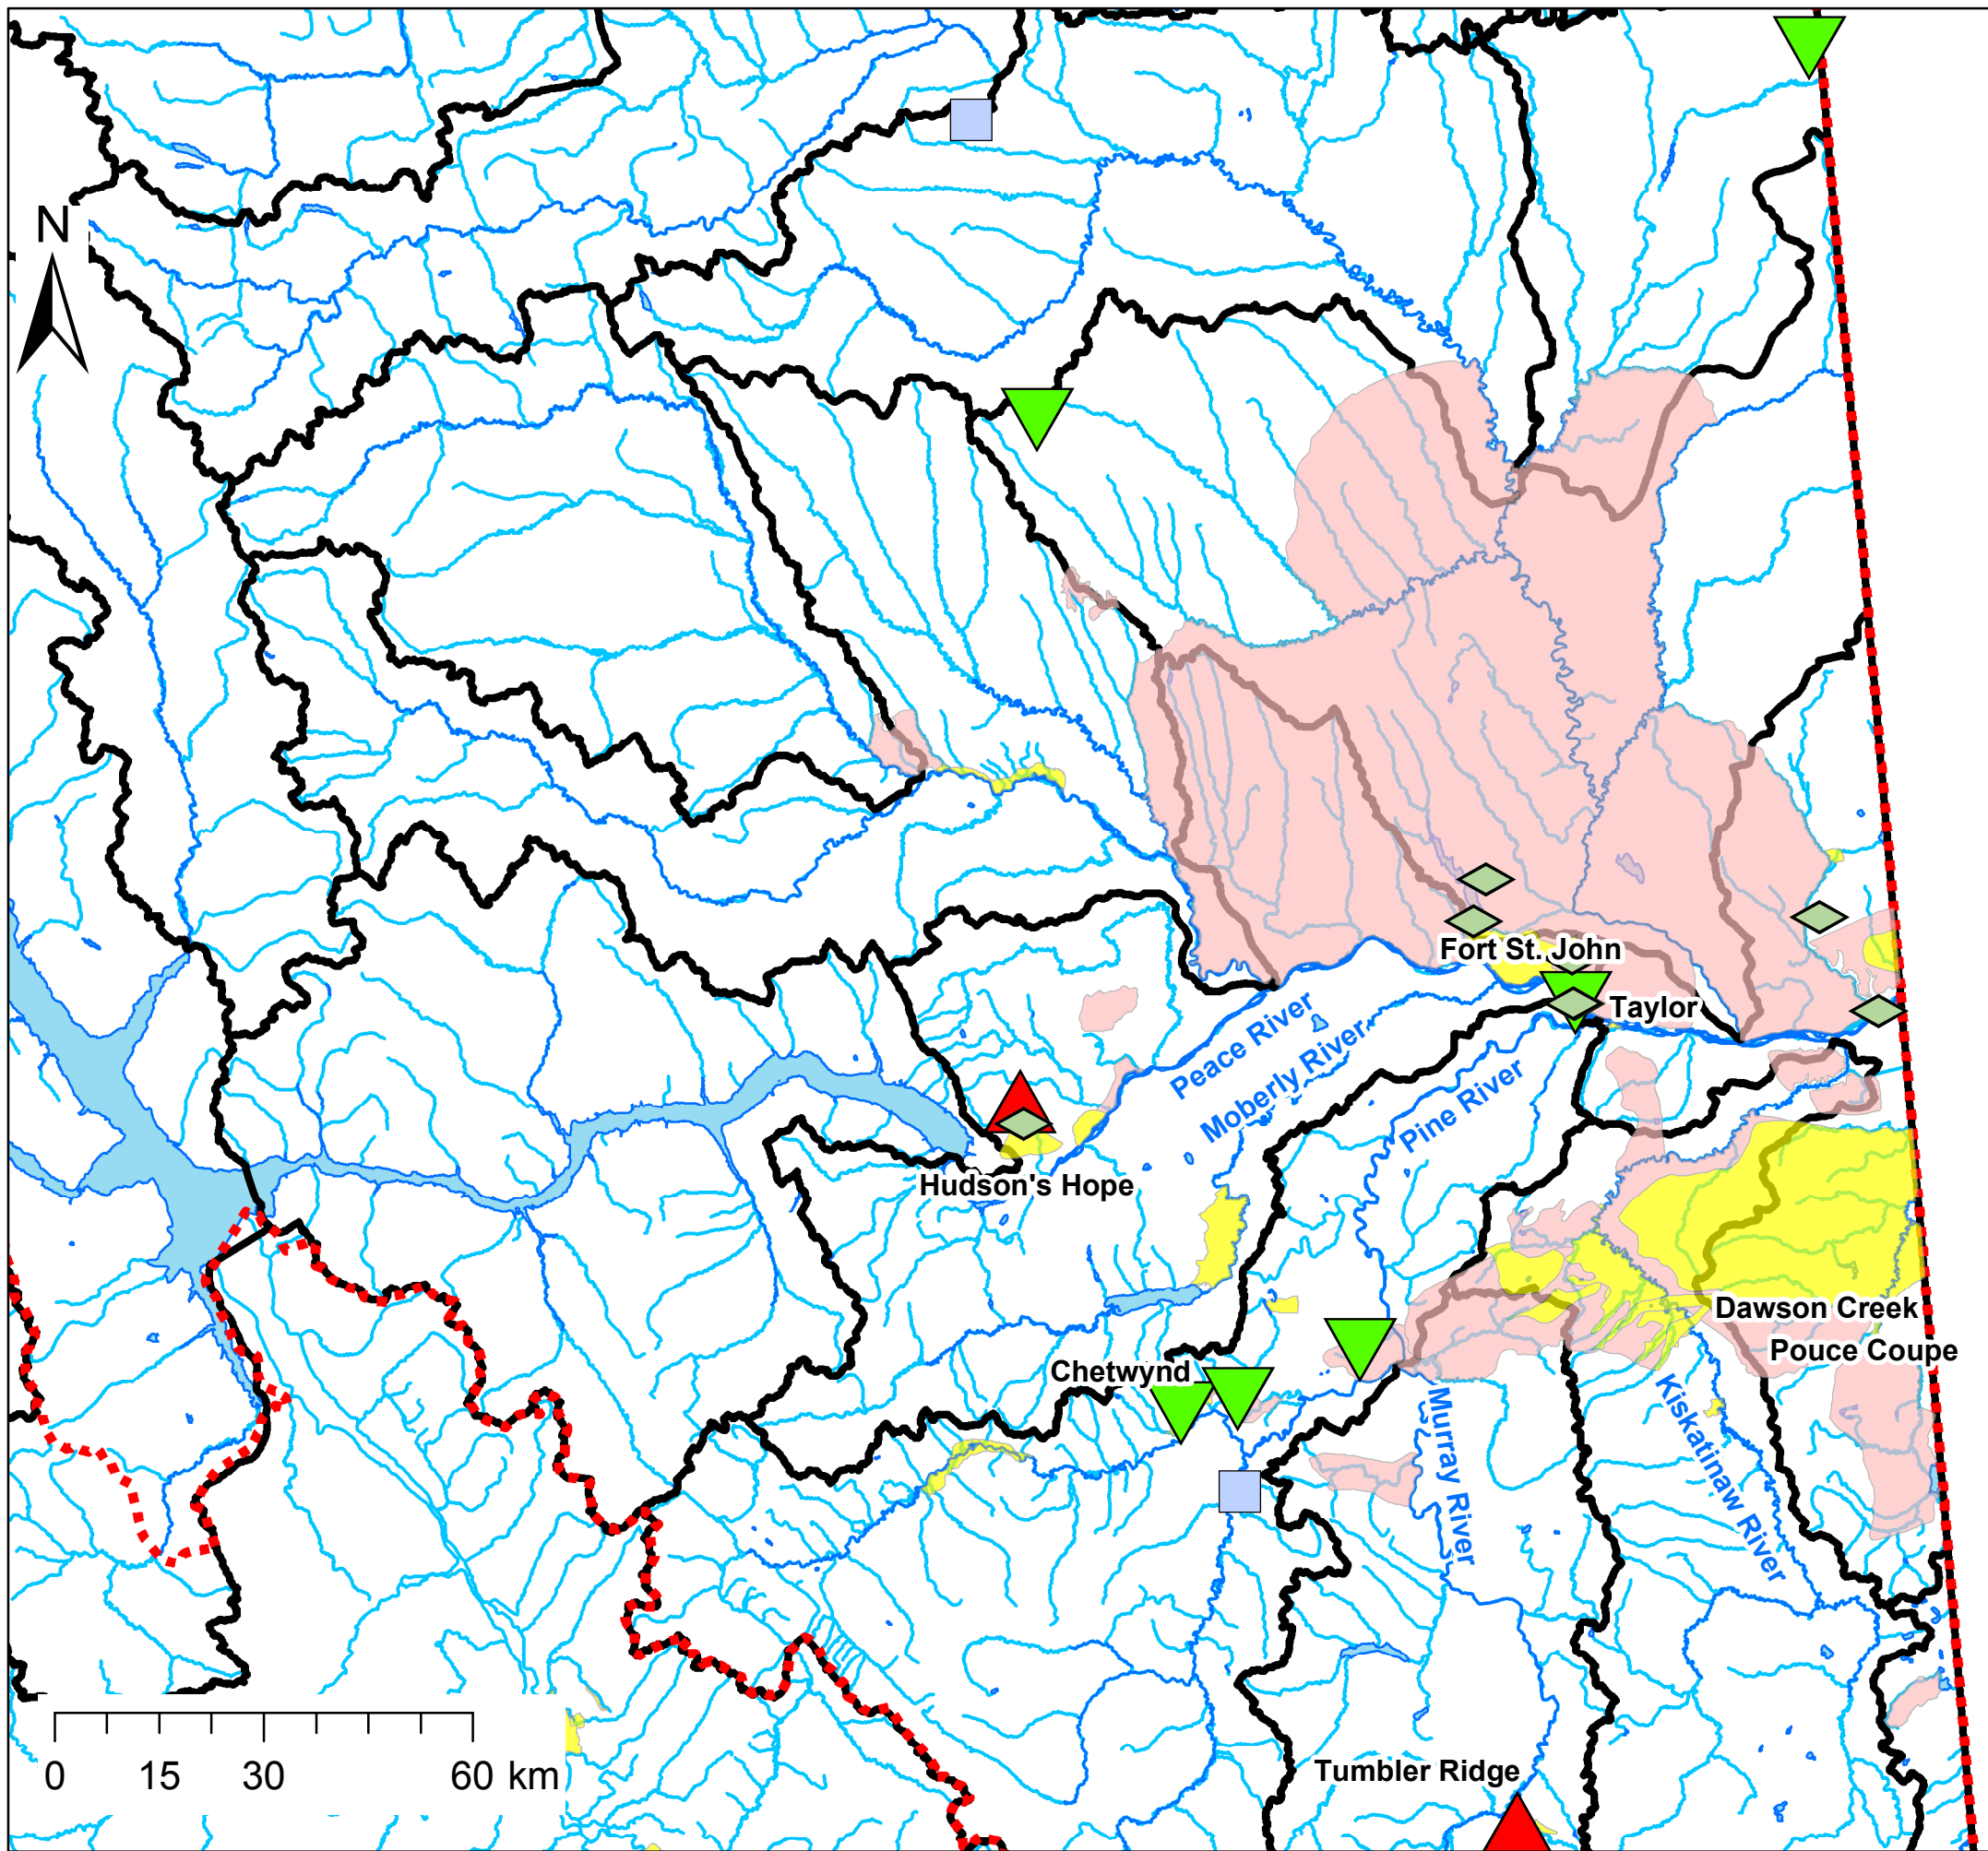 N
Fort St. John
Taylor
Peace River
Moberly River
Pine River
Hudson's Hope
Dawson Creek
Pouce Coupe
Chetwynd
Murray River
Kiskatinaw River
Tumbler Ridge
0 15 30 60 km